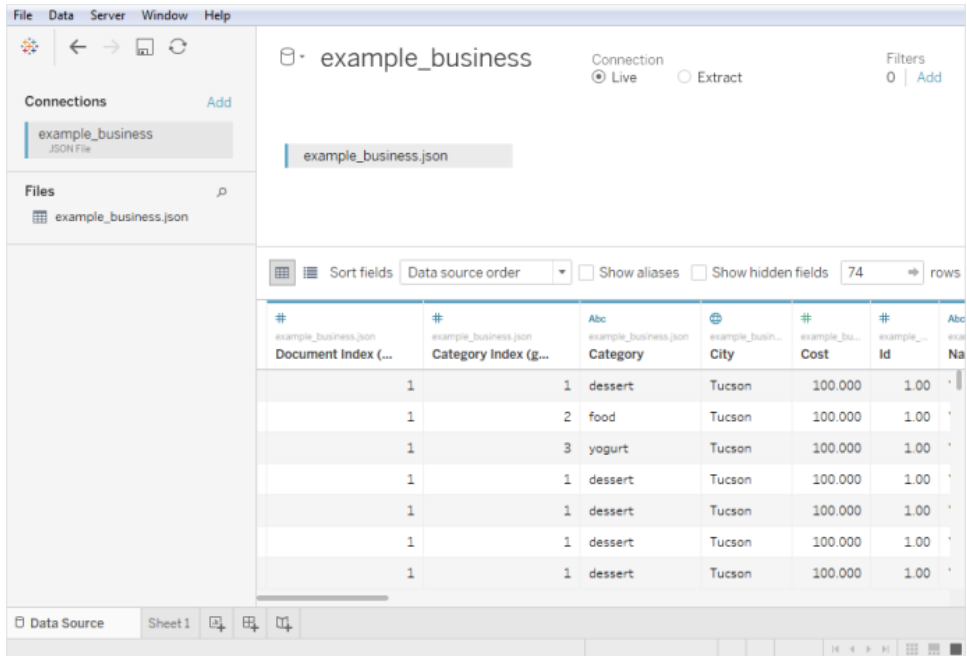 File Data Server Window Help
example_business
Connection
Live Extract
Filters
0 Add
Connections Add
example_business
JSON File
example_business.json
Files
example_business.json
Sort fields Data source order Show aliases Show hidden fields 74 rows
# # Abc # # Abc
example_business.json example_business.json example_business.json example_busin... example_bu... example_...
Document Index (... Category Index (g... Category City Cost Id Na
1 1 dessert Tucson 100.000 1.00
1 2 food Tucson 100.000 1.00
1 3 yogurt Tucson 100.000 1.00
1 1 dessert Tucson 100.000 1.00
1 1 dessert Tucson 100.000 1.00
1 1 dessert Tucson 100.000 1.00
1 1 dessert Tucson 100.000 1.00
Data Source Sheet 1